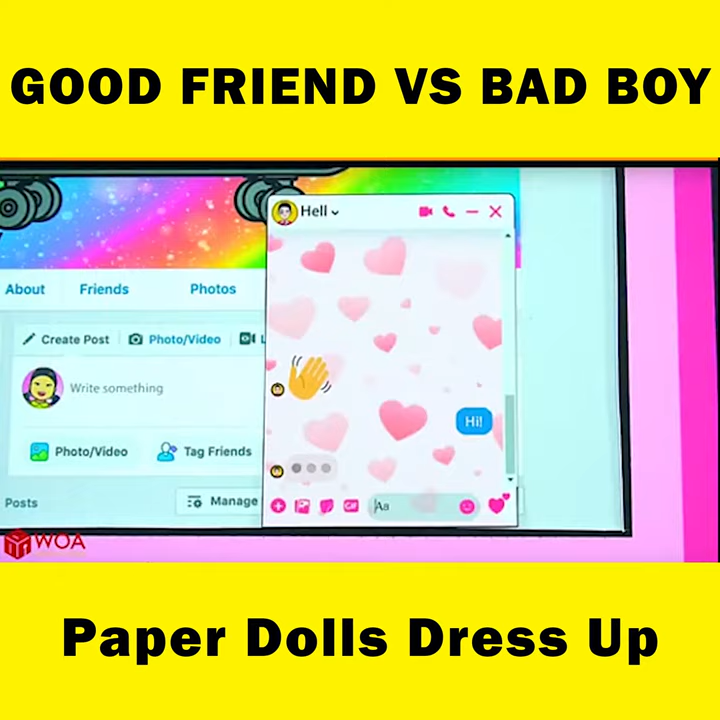 GOOD FRIEND VS BAD BOY
Hell
About Friends Photos
Create Post Photo/Video L
Write something
Hi!
Photo/Video Tag Friends
GIF Aa
Posts Manage
WOA
Paper Dolls Dress Up